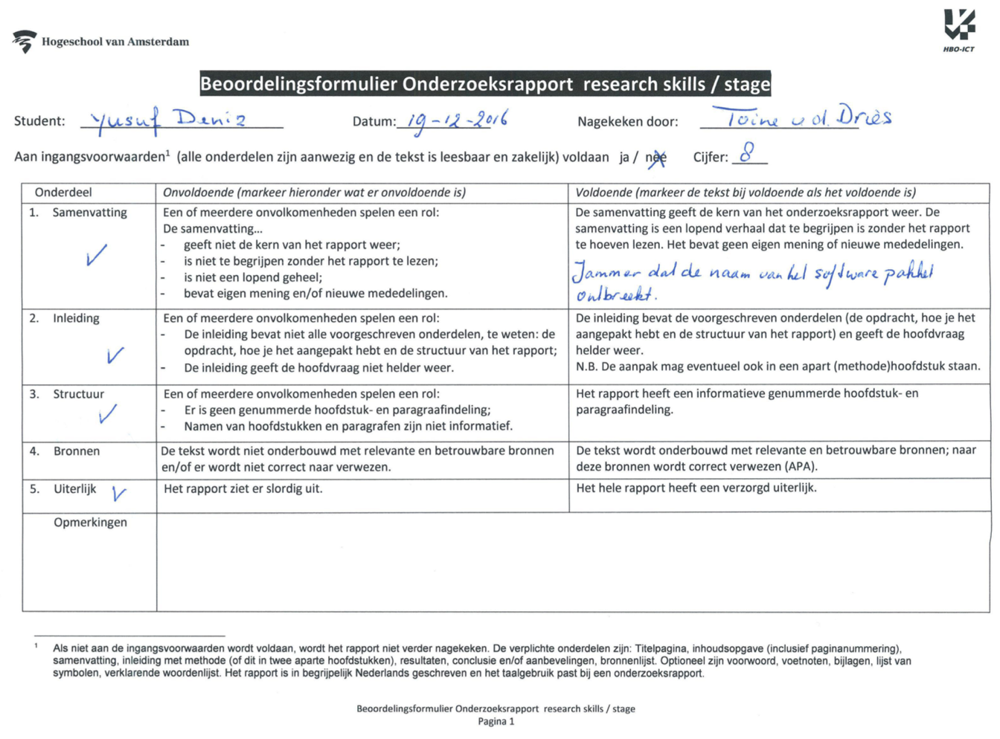 Hogeschool van Amsterdam
HBO-ICT
Beoordelingsformulier Onderzoeksrapport research skills / stage
Student: Yusuf Deniz Datum: 19-12-2016 Nagekeken door: Toine v.d. Driès
Aan ingangsvoorwaarden¹ (alle onderdelen zijn aanwezig en de tekst is leesbaar en zakelijk) voldaan ja / nee Cijfer: 8
Onderdeel Onvoldoende (markeer hieronder wat er onvoldoende is) Voldoende (markeer de tekst bij voldoende als het voldoende is)
1. Samenvatting
Een of meerdere onvolkomenheden spelen een rol:
De samenvatting...
- geeft niet de kern van het rapport weer;
- is niet te begrijpen zonder het rapport te lezen;
- is niet een lopend geheel;
- bevat eigen mening en/of nieuwe mededelingen.
De samenvatting geeft de kern van het onderzoeksrapport weer. De
samenvatting is een lopend verhaal dat te begrijpen is zonder het rapport
te hoeven lezen. Het bevat geen eigen mening of nieuwe mededelingen.
Jammer dat de naam van het software pakket
ontbreekt.
2. Inleiding
Een of meerdere onvolkomenheden spelen een rol:
- De inleiding bevat niet alle voorgeschreven onderdelen, te weten: de
opdracht, hoe je het aangepakt hebt en de structuur van het rapport;
- De inleiding geeft de hoofdvraag niet helder weer.
De inleiding bevat de voorgeschreven onderdelen (de opdracht, hoe je het
aangepakt hebt en de structuur van het rapport) en geeft de hoofdvraag
helder weer.
N.B. De aanpak mag eventueel ook in een apart (methode)hoofdstuk staan.
3. Structuur
Een of meerdere onvolkomenheden spelen een rol:
- Er is geen genummerde hoofdstuk- en paragraafindeling;
- Namen van hoofdstukken en paragrafen zijn niet informatief.
Het rapport heeft een informatieve genummerde hoofdstuk- en
paragraafindeling.
4. Bronnen
De tekst wordt niet onderbouwd met relevante en betrouwbare bronnen
en/of er wordt niet correct naar verwezen.
De tekst wordt onderbouwd met relevante en betrouwbare bronnen; naar
deze bronnen wordt correct verwezen (APA).
5. Uiterlijk
Het rapport ziet er slordig uit.
Het hele rapport heeft een verzorgd uiterlijk.
Opmerkingen
¹ Als niet aan de ingangsvoorwaarden wordt voldaan, wordt het rapport niet verder nagekeken. De verplichte onderdelen zijn: Titelpagina, inhoudsopgave (inclusief paginanummering),
samenvatting, inleiding met methode (of dit in twee aparte hoofdstukken), resultaten, conclusie en/of aanbevelingen, bronnenlijst. Optioneel zijn voorwoord, voetnoten, bijlagen, lijst van
symbolen, verklarende woordenlijst. Het rapport is in begrijpelijk Nederlands geschreven en het taalgebruik past bij een onderzoeksrapport.
Beoordelingsformulier Onderzoeksrapport research skills / stage
Pagina 1